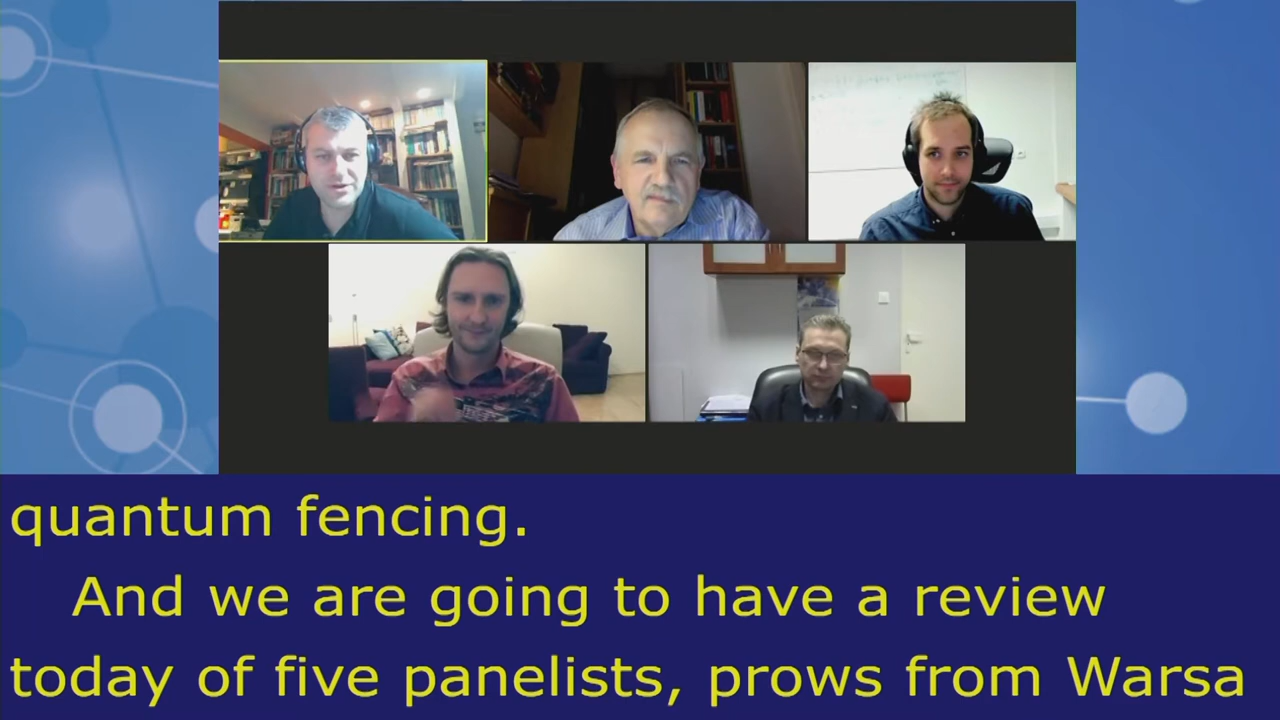 quantum fencing.
And we are going to have a review
today of five panelists, prows from Warsa